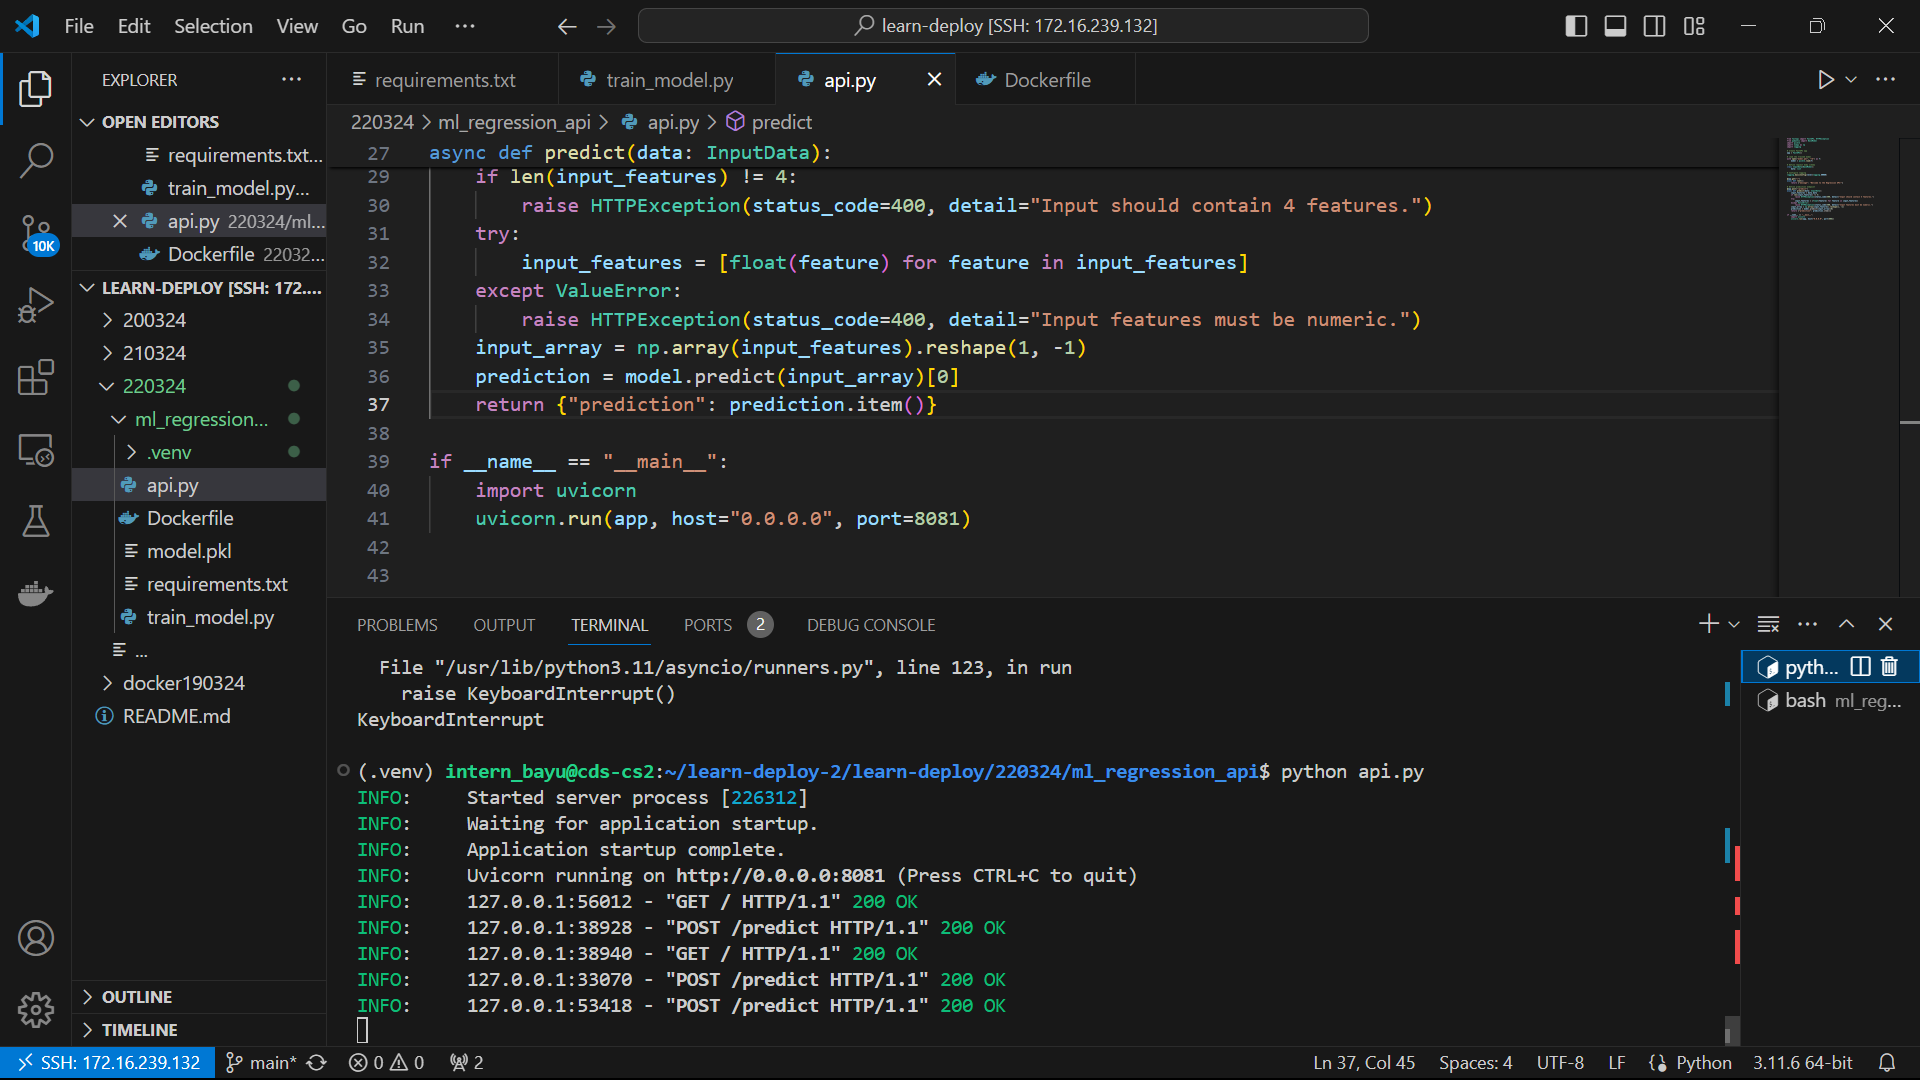 File Edit Selection View Go Run ···
learn-deploy [SSH: 172.16.239.132]
EXPLORER ···
OPEN EDITORS
requirements.txt...
train_model.py...
api.py 220324/ml...
Dockerfile 22032...
LEARN-DEPLOY [SSH: 172....
200324
210324
220324
ml_regression...
.venv
api.py
Dockerfile
model.pkl
requirements.txt
train_model.py
...
docker190324
README.md
OUTLINE
TIMELINE
10K
requirements.txt train_model.py api.py Dockerfile
220324 > ml_regression_api > api.py > predict
27 async def predict(data: InputData):
29 if len(input_features) != 4:
30 raise HTTPException(status_code=400, detail="Input should contain 4 features.")
31 try:
32 input_features = [float(feature) for feature in input_features]
33 except ValueError:
34 raise HTTPException(status_code=400, detail="Input features must be numeric.")
35 input_array = np.array(input_features).reshape(1, -1)
36 prediction = model.predict(input_array)[0]
37 return {"prediction": prediction.item()}
38
39 if __name__ == "__main__":
40 import uvicorn
41 uvicorn.run(app, host="0.0.0.0", port=8081)
42
43
PROBLEMS OUTPUT TERMINAL PORTS 2 DEBUG CONSOLE
File "/usr/lib/python3.11/asyncio/runners.py", line 123, in run
raise KeyboardInterrupt()
KeyboardInterrupt
(.venv) intern_bayu@cds-cs2:~/learn-deploy-2/learn-deploy/220324/ml_regression_api$ python api.py
INFO: Started server process [226312]
INFO: Waiting for application startup.
INFO: Application startup complete.
INFO: Uvicorn running on http://0.0.0.0:8081 (Press CTRL+C to quit)
INFO: 127.0.0.1:56012 - "GET / HTTP/1.1" 200 OK
INFO: 127.0.0.1:38928 - "POST /predict HTTP/1.1" 200 OK
INFO: 127.0.0.1:38940 - "GET / HTTP/1.1" 200 OK
INFO: 127.0.0.1:33070 - "POST /predict HTTP/1.1" 200 OK
INFO: 127.0.0.1:53418 - "POST /predict HTTP/1.1" 200 OK
pyth...
bash ml_reg...
SSH: 172.16.239.132 main* 0 0 2 Ln 37, Col 45 Spaces: 4 UTF-8 LF Python 3.11.6 64-bit